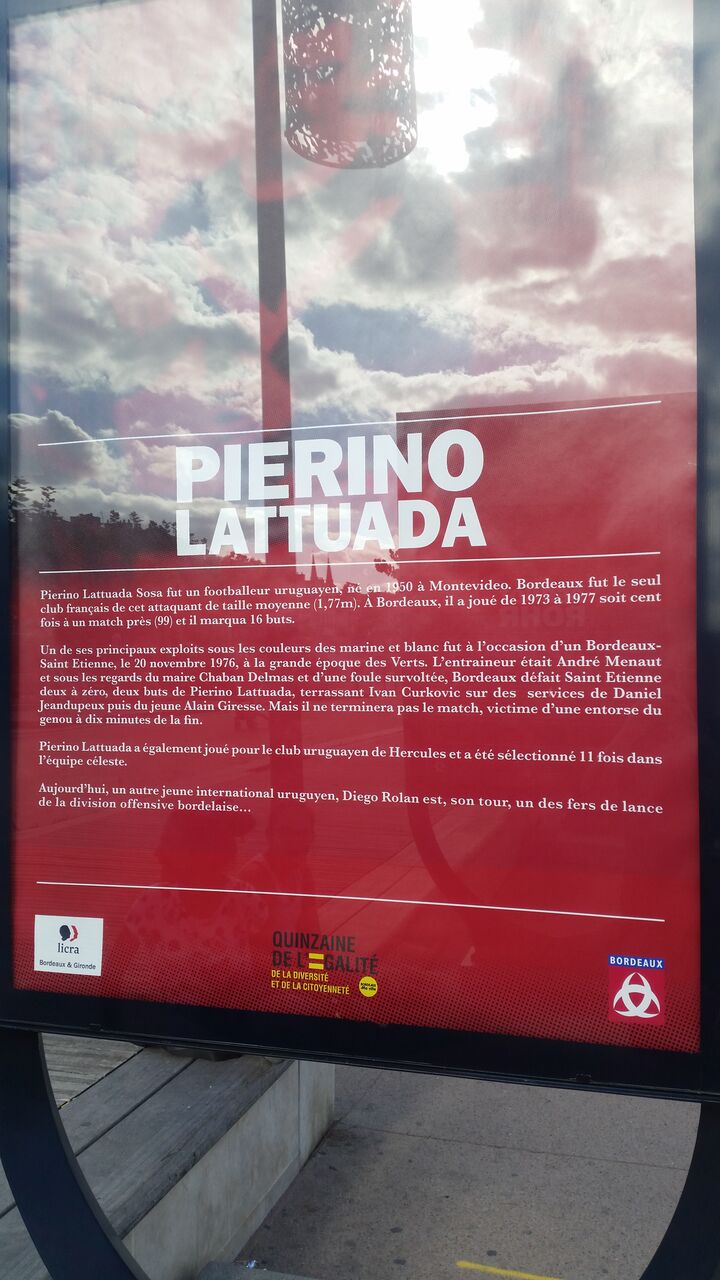 PIERINO
LATTUADA
Pierino Lattuada Sosa fut un footballeur uruguayen, né en 1950 à Montevideo. Bordeaux fut le seul
club français de cet attaquant de taille moyenne (1,77m). À Bordeaux, il a joué de 1973 à 1977 soit cent
fois à un match près (99) et il marqua 16 buts.
Un de ses principaux exploits sous les couleurs des marine et blanc fut à l'occasion d'un Bordeaux-
Saint Etienne, le 20 novembre 1976, à la grande époque des Verts. L'entraineur était André Menaut
et sous les regards du maire Chaban Delmas et d'une foule survoltée, Bordeaux défait Saint Etienne
deux à zéro, deux buts de Pierino Lattuada, terrassant Ivan Curkovic sur des services de Daniel
Jeandupeux puis du jeune Alain Giresse. Mais il ne terminera pas le match, victime d'une entorse du
genou à dix minutes de la fin.
Pierino Lattuada a également joué pour le club uruguayen de Hercules et a été sélectionné 11 fois dans
l'équipe céleste.
Aujourd'hui, un autre jeune international uruguyen, Diego Rolan est, son tour, un des fers de lance
de la division offensive bordelaise...
licra
Bordeaux & Gironde
QUINZAINE
DE L'=GALITÉ
DE LA DIVERSITÉ
ET DE LA CITOYENNETÉ
BORDEAUX